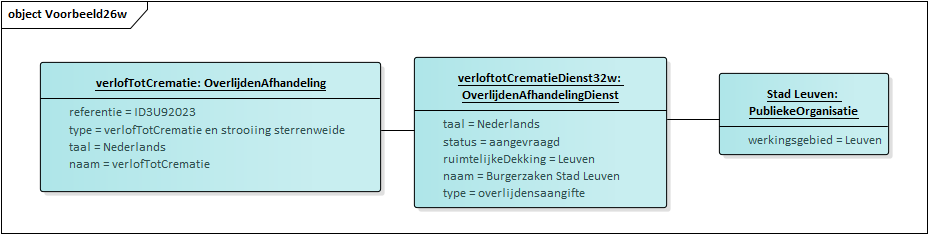 object Voorbeeld26w
verlofTotCrematie: OverlijdenAfhandeling
referentie = ID3U92023
type = verlofTotCrematie en strooiing sterrenweide
taal = Nederlands
naam = verlofTotCrematie
verloftotCrematieDienst32w:
OverlijdenAfhandelingDienst
taal = Nederlands
status = aangevraagd
ruimtelijkeDekking = Leuven
naam = Burgerzaken Stad Leuven
type = overlijdensaangifte
Stad Leuven:
PubliekeOrganisatie
werkingsgebied = Leuven